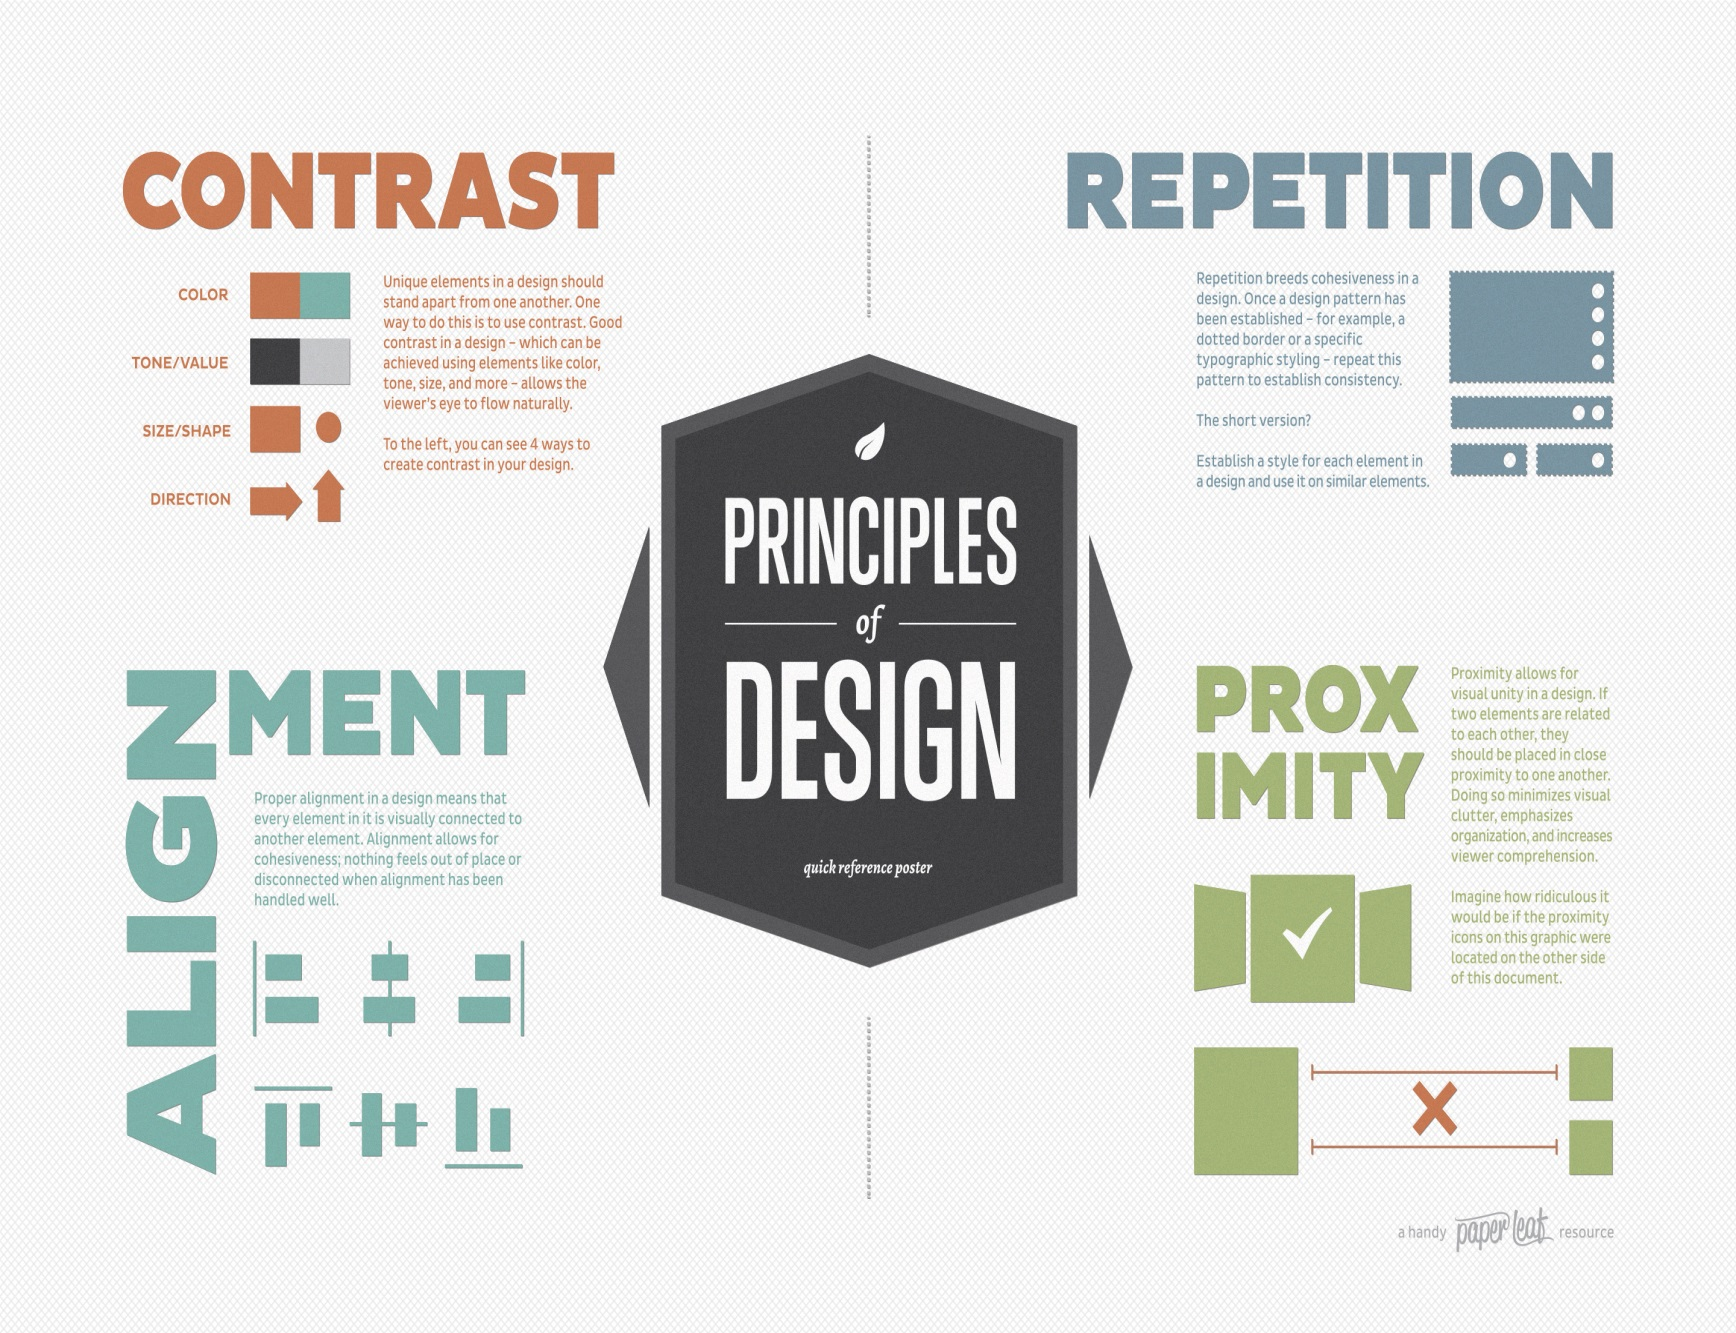 CONTRAST
COLOR
TONE/VALUE
SIZE/SHAPE
DIRECTION
Unique elements in a design should
stand apart from one another. One
way to do this is to use contrast. Good
contrast in a design – which can be
achieved using elements like color,
tone, size, and more – allows the
viewer's eye to flow naturally.
To the left, you can see 4 ways to
create contrast in your design.
REPETITION
Repetition breeds cohesiveness in a
design. Once a design pattern has
been established – for example, a
dotted border or a specific
typographic styling – repeat this
pattern to establish consistency.
The short version?
Establish a style for each element in
a design and use it on similar elements.
PRINCIPLES
of
DESIGN
quick reference poster
ALIGNMENT
Proper alignment in a design means that
every element in it is visually connected to
another element. Alignment allows for
cohesiveness; nothing feels out of place or
disconnected when alignment has been
handled well.
PROX
IMITY
Proximity allows for
visual unity in a design. If
two elements are related
to each other, they
should be placed in close
proximity to one another.
Doing so minimizes visual
clutter, emphasizes
organization, and increases
viewer comprehension.
Imagine how ridiculous it
would be if the proximity
icons on this graphic were
located on the other side
of this document.
a handy paper leaf resource